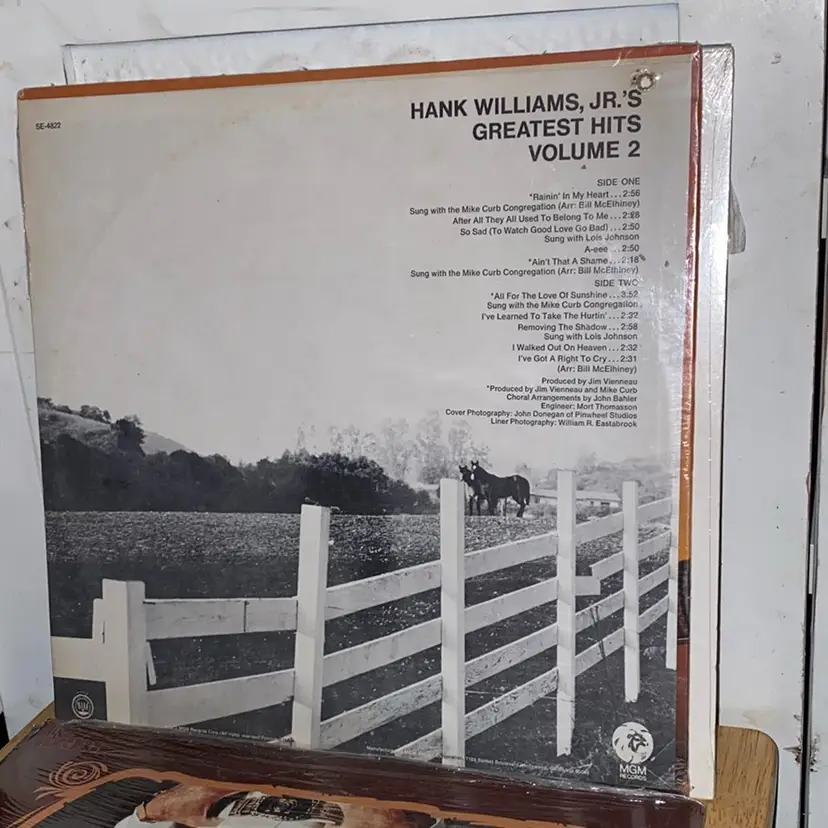 SE-4822
HANK WILLIAMS, JR.'S
GREATEST HITS
VOLUME 2
SIDE ONE
*Rainin' In My Heart...2:56
Sung with the Mike Curb Congregation (Arr: Bill McElhiney)
After All They All Used To Belong To Me...2:28
So Sad (To Watch Good Love Go Bad)...2:50
Sung with Lois Johnson
A-eee...2:50
*Ain't That A Shame...2:18
Sung with the Mike Curb Congregation (Arr: Bill McElhiney)
SIDE TWO
*All For The Love Of Sunshine...3:52
Sung with the Mike Curb Congregation
I've Learned To Take The Hurtin'...2:32
Removing The Shadow...2:58
Sung with Lois Johnson
I Walked Out On Heaven...2:32
I've Got A Right To Cry...2:31
(Arr: Bill McElhiney)
Produced by Jim Vienneau
*Produced by Jim Vienneau and Mike Curb
Choral Arrangements by John Bahler
Engineer: Mort Thomasson
Cover Photography: John Donegan of Pinwheel Studios
Liner Photography: William R. Eastabrook
MGM
RECORDS